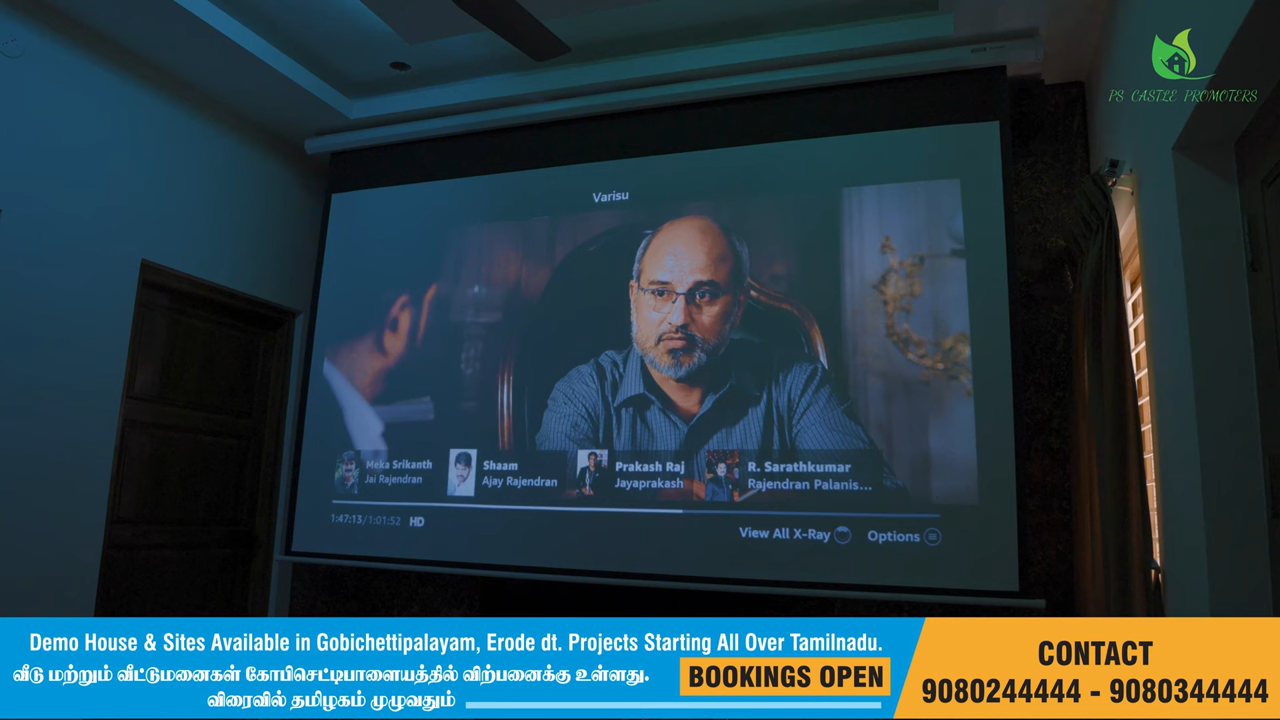 PS CASTLE PROMOTERS
Varisu
Meka Srikanth
Jai Rajendran
Shaam
Ajay Rajendran
Prakash Raj
Jayaprakash
R. Sarathkumar
Rajendran Palanis...
1:47:13/1:01:52 HD
View All X-Ray
Options
Demo House & Sites Available in Gobichettipalayam, Erode dt. Projects Starting All Over Tamilnadu.
வீடு மற்றும் வீட்டுமனைகள் கோபிசெட்டிபாளையத்தில் விற்பனைக்கு உள்ளது.
விரைவில் தமிழகம் முழுவதும்
BOOKINGS OPEN
CONTACT
9080244444 - 9080344444